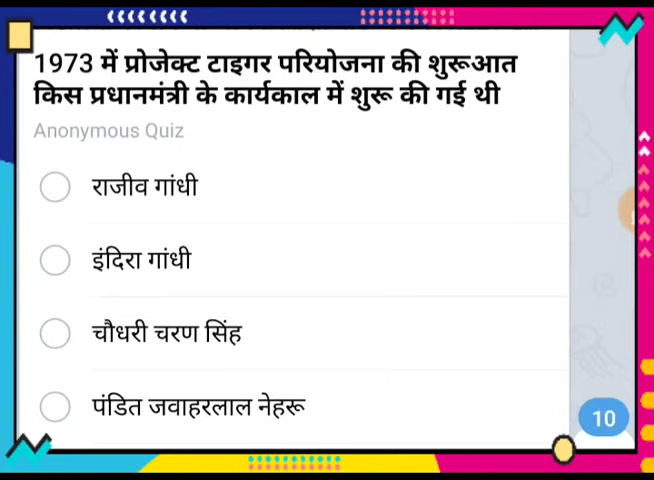 1973 में प्रोजेक्ट टाइगर परियोजना की शुरूआत
किस प्रधानमंत्री के कार्यकाल में शुरू की गई थी
Anonymous Quiz
राजीव गांधी
इंदिरा गांधी
चौधरी चरण सिंह
पंडित जवाहरलाल नेहरू
10